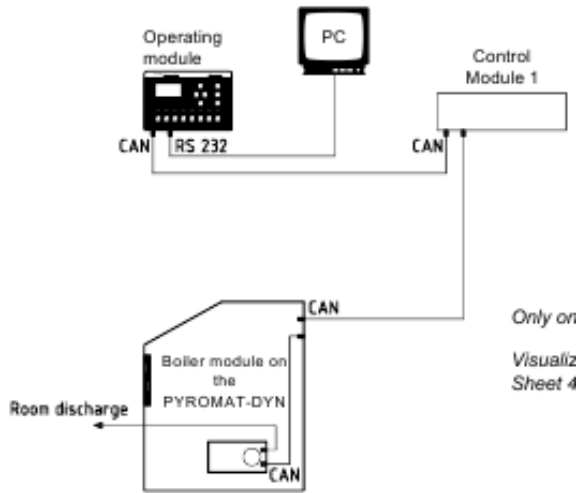 Operating
module
PC
Control
Module 1
CAN
RS 232
CAN
CAN
Only on
Visualiz
Sheet 4
Boiler module on
the
PYROMAT-DYN
Room discharge
CAN